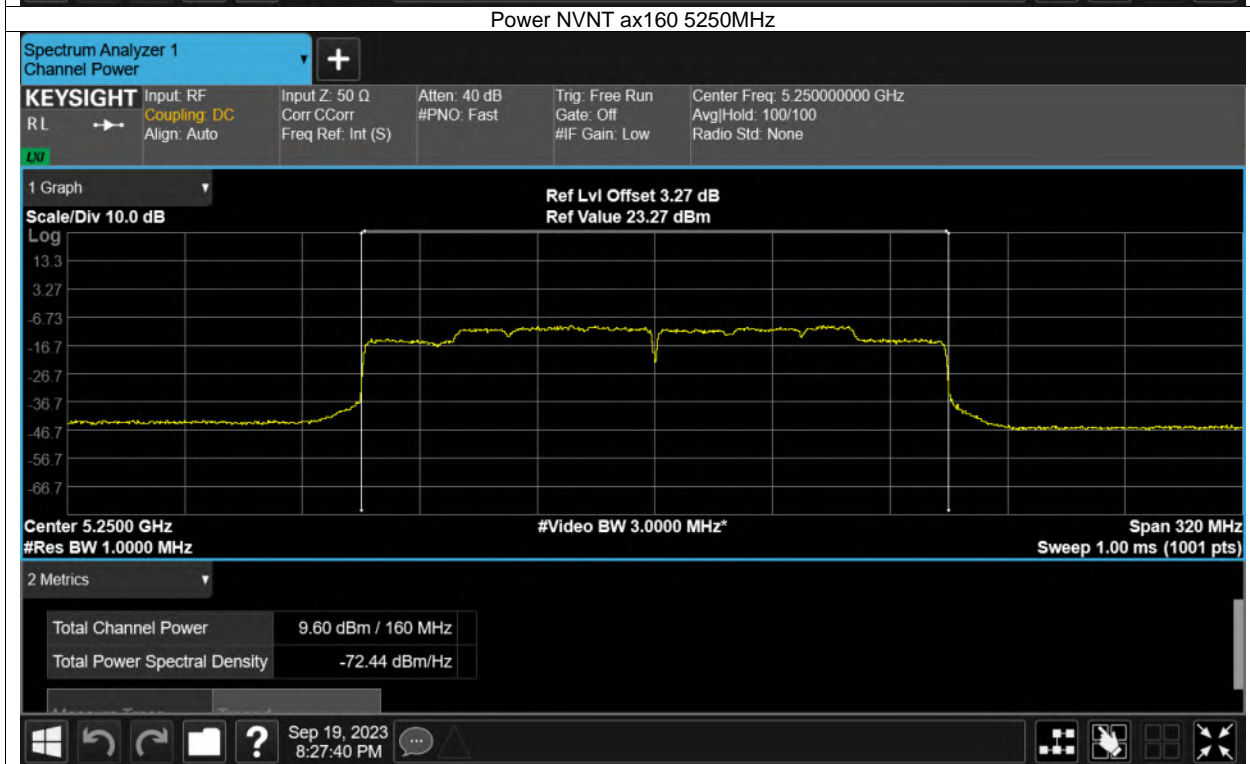 Power NVNT ax160 5250MHz
Spectrum Analyzer 1
Channel Power
+
KEYSIGHT
RL
LXI
Input: RF
Coupling: DC
Align: Auto
Input Z: 50 Ω
Corr CCorr
Freq Ref: Int (S)
Atten: 40 dB
#PNO: Fast
Trig: Free Run
Gate: Off
#IF Gain: Low
Center Freq: 5.250000000 GHz
Avg|Hold: 100/100
Radio Std: None
1 Graph
Ref Lvl Offset 3.27 dB
Scale/Div 10.0 dB
Ref Value 23.27 dBm
Log
13.3
3.27
-6.73
-16.7
-26.7
-36.7
-46.7
-56.7
-66.7
Center 5.2500 GHz
#Video BW 3.0000 MHz*
Span 320 MHz
#Res BW 1.0000 MHz
Sweep 1.00 ms (1001 pts)
2 Metrics
Total Channel Power 9.60 dBm / 160 MHz
Total Power Spectral Density -72.44 dBm/Hz
?
Sep 19, 2023
8:27:40 PM